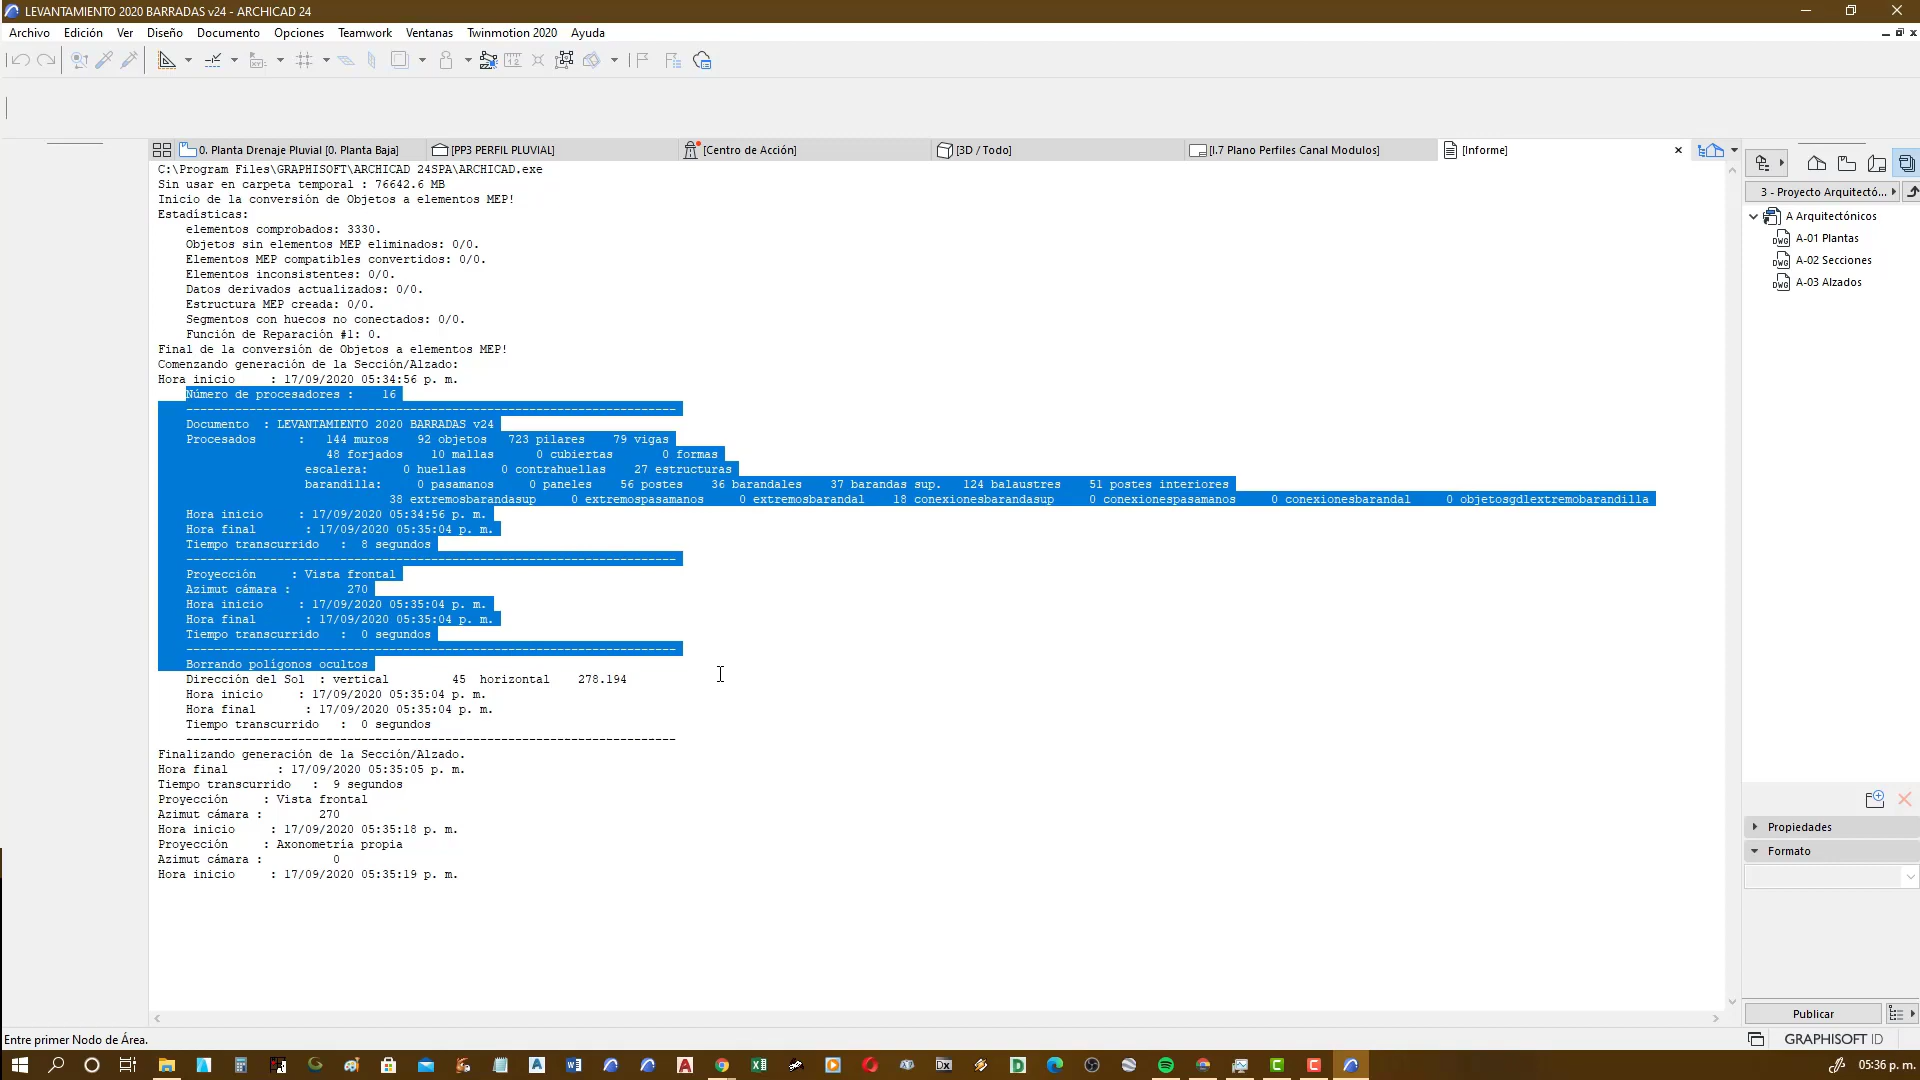 LEVANTAMIENTO 2020 BARRADAS v24 - ARCHICAD 24
Archivo Edición Ver Diseño Documento Opciones Teamwork Ventanas Twinmotion 2020 Ayuda
0. Planta Drenaje Pluvial [0. Planta Baja] [PP3 PERFIL PLUVIAL] [Centro de Acción] [3D / Todo] [I.7 Plano Perfiles Canal Modulos] [Informe]
C:\Program Files\GRAPHISOFT\ARCHICAD 24SPA\ARCHICAD.exe
Sin usar en carpeta temporal : 76642.6 MB
Inicio de la conversión de Objetos a elementos MEP!
Estadísticas:
elementos comprobados: 3330.
Objetos sin elementos MEP eliminados: 0/0.
Elementos MEP compatibles convertidos: 0/0.
Elementos inconsistentes: 0/0.
Datos derivados actualizados: 0/0.
Estructura MEP creada: 0/0.
Segmentos con huecos no conectados: 0/0.
Función de Reparación #1: 0.
Final de la conversión de Objetos a elementos MEP!
Comenzando generación de la Sección/Alzado:
Hora inicio : 17/09/2020 05:34:56 p. m.
Número de procesadores : 16
----------------------------------------------------------------------
Documento : LEVANTAMIENTO 2020 BARRADAS v24
Procesados : 144 muros 92 objetos 723 pilares 79 vigas
48 forjados 10 mallas 0 cubiertas 0 formas
escalera: 0 huellas 0 contrahuellas 27 estructuras
barandilla: 0 pasamanos 0 paneles 56 postes 36 barandales 37 barandas sup. 124 balaustres 51 postes interiores
38 extremosbarandasup 0 extremospasamanos 0 extremosbarandal 18 conexionesbarandasup 0 conexionespasamanos 0 conexionesbarandal 0 objetosgdlextremobarandilla
Hora inicio : 17/09/2020 05:34:56 p. m.
Hora final : 17/09/2020 05:35:04 p. m.
Tiempo transcurrido : 8 segundos
----------------------------------------------------------------------
Proyección : Vista frontal
Azimut cámara : 270
Hora inicio : 17/09/2020 05:35:04 p. m.
Hora final : 17/09/2020 05:35:04 p. m.
Tiempo transcurrido : 0 segundos
----------------------------------------------------------------------
Borrando polígonos ocultos
Dirección del Sol : vertical 45 horizontal 278.194
Hora inicio : 17/09/2020 05:35:04 p. m.
Hora final : 17/09/2020 05:35:04 p. m.
Tiempo transcurrido : 0 segundos
----------------------------------------------------------------------
Finalizando generación de la Sección/Alzado.
Hora final : 17/09/2020 05:35:05 p. m.
Tiempo transcurrido : 9 segundos
Proyección : Vista frontal
Azimut cámara : 270
Hora inicio : 17/09/2020 05:35:18 p. m.
Proyección : Axonometría propia
Azimut cámara : 0
Hora inicio : 17/09/2020 05:35:19 p. m.
3 - Proyecto Arquitectó...
A Arquitectónicos
A-01 Plantas
A-02 Secciones
A-03 Alzados
Propiedades
Formato
Publicar
Entre primer Nodo de Área.
GRAPHISOFT ID
05:36 p. m.